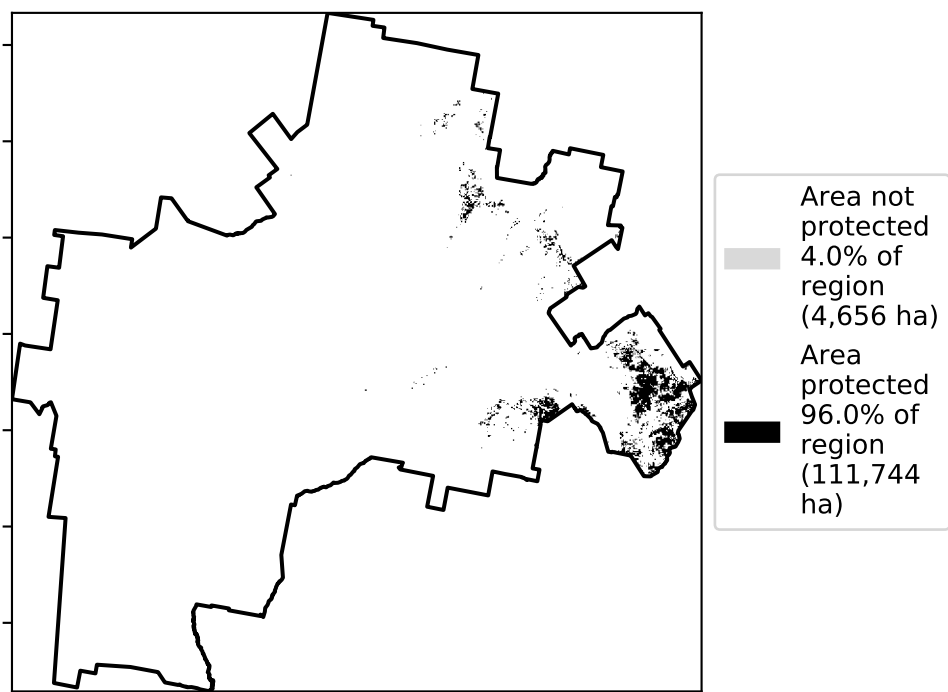 Area not
protected
4.0% of
region
(4,656 ha)
Area
protected
96.0% of
region
(111,744
ha)